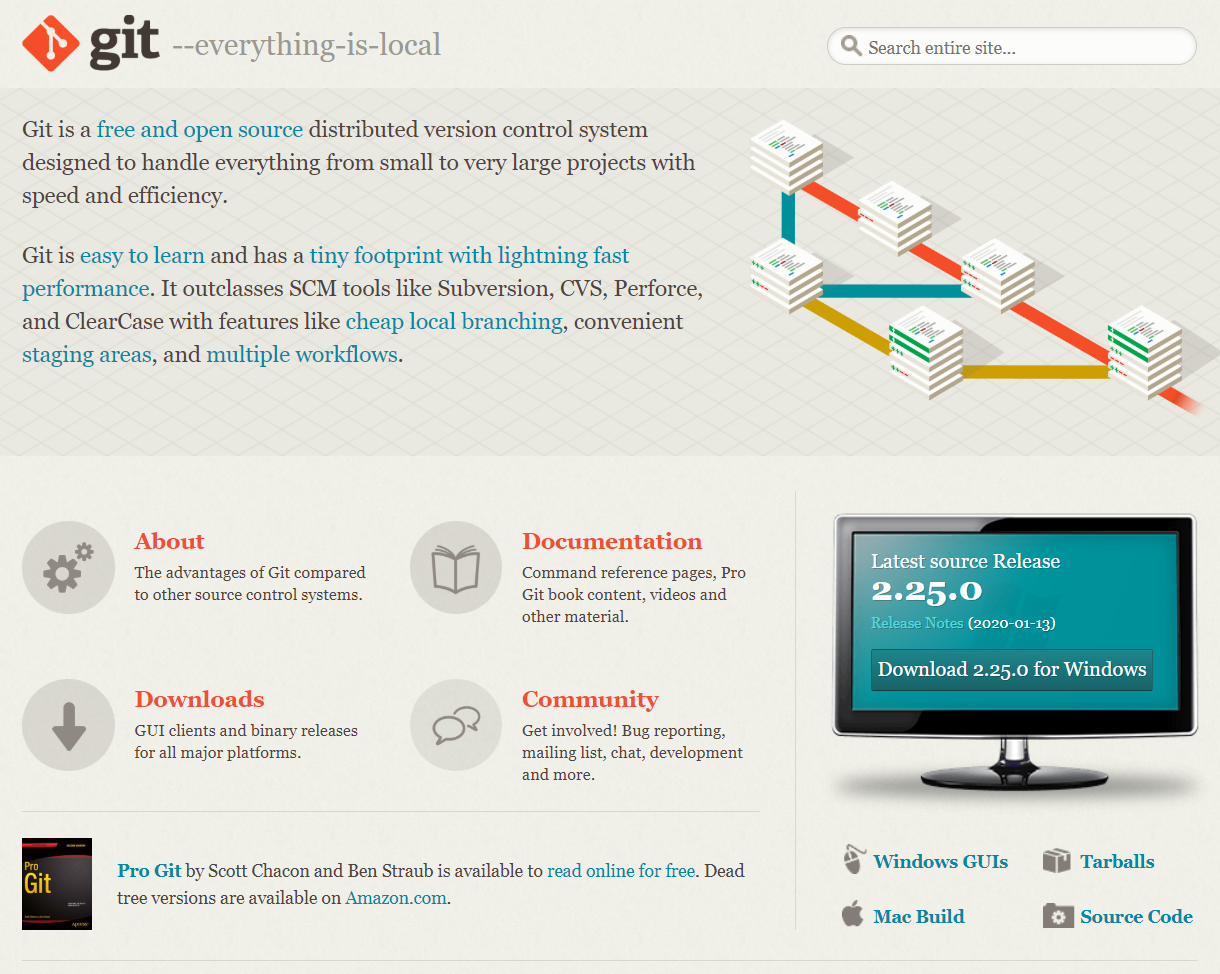 git --everything-is-local
Search entire site...
Git is a free and open source distributed version control system
designed to handle everything from small to very large projects with
speed and efficiency.
Git is easy to learn and has a tiny footprint with lightning fast
performance. It outclasses SCM tools like Subversion, CVS, Perforce,
and ClearCase with features like cheap local branching, convenient
staging areas, and multiple workflows.
About
The advantages of Git compared
to other source control systems.
Documentation
Command reference pages, Pro
Git book content, videos and
other material.
Downloads
GUI clients and binary releases
for all major platforms.
Community
Get involved! Bug reporting,
mailing list, chat, development
and more.
Pro
Git
Pro Git by Scott Chacon and Ben Straub is available to read online for free. Dead
tree versions are available on Amazon.com.
Latest source Release
2.25.0
Release Notes (2020-01-13)
Download 2.25.0 for Windows
Windows GUIs
Tarballs
Mac Build
Source Code